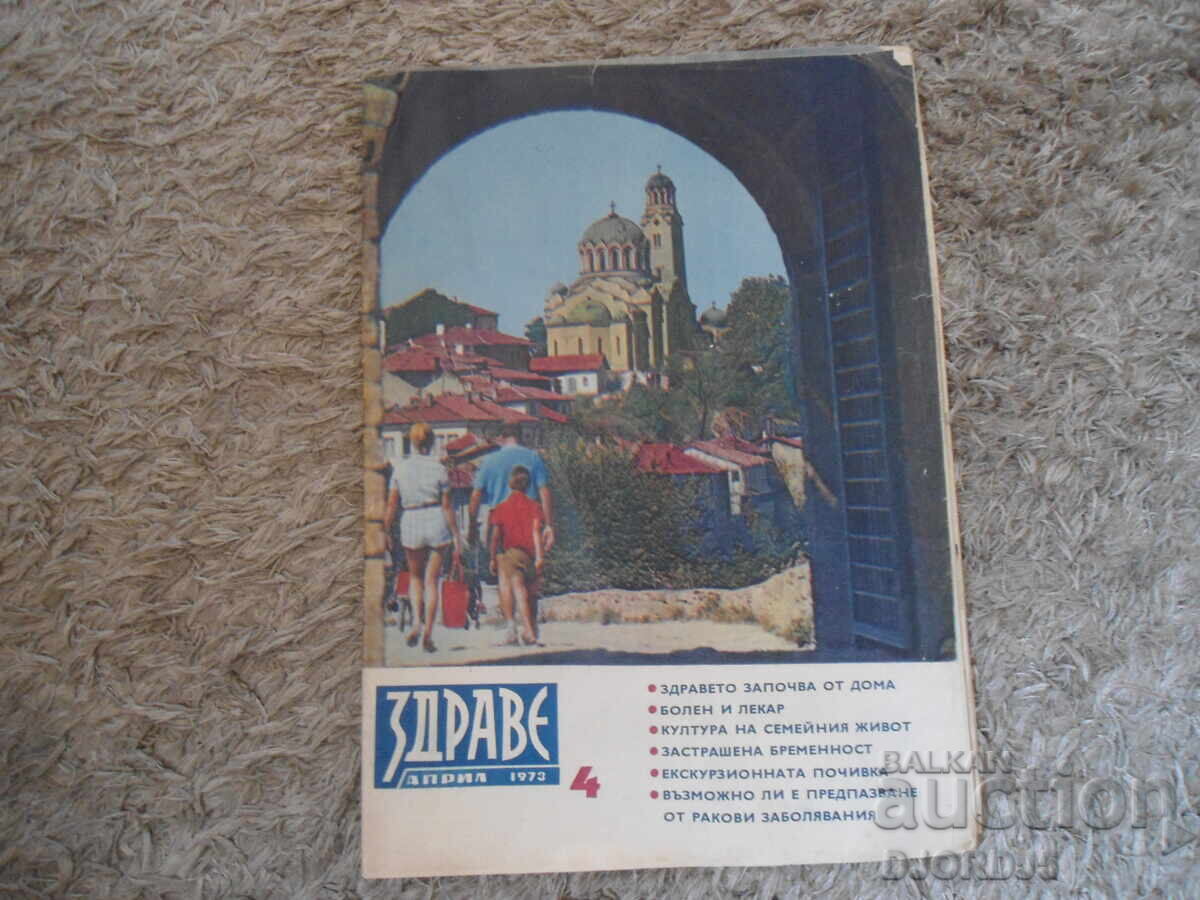 ЗДРАВЕ
АПРИЛ 1973
4
• ЗДРАВЕТО ЗАПОЧВА ОТ ДОМА
• БОЛЕН И ЛЕКАР
• КУЛТУРА НА СЕМЕЙНИЯ ЖИВОТ
• ЗАСТРАШЕНА БРЕМЕННОСТ
• ЕКСКУРЗИОННАТА ПОЧИВКА
• ВЪЗМОЖНО ЛИ Е ПРЕДПАЗВАНЕ
ОТ РАКОВИ ЗАБОЛЯВАНИЯ
BALKAN
auction
DJORDJI